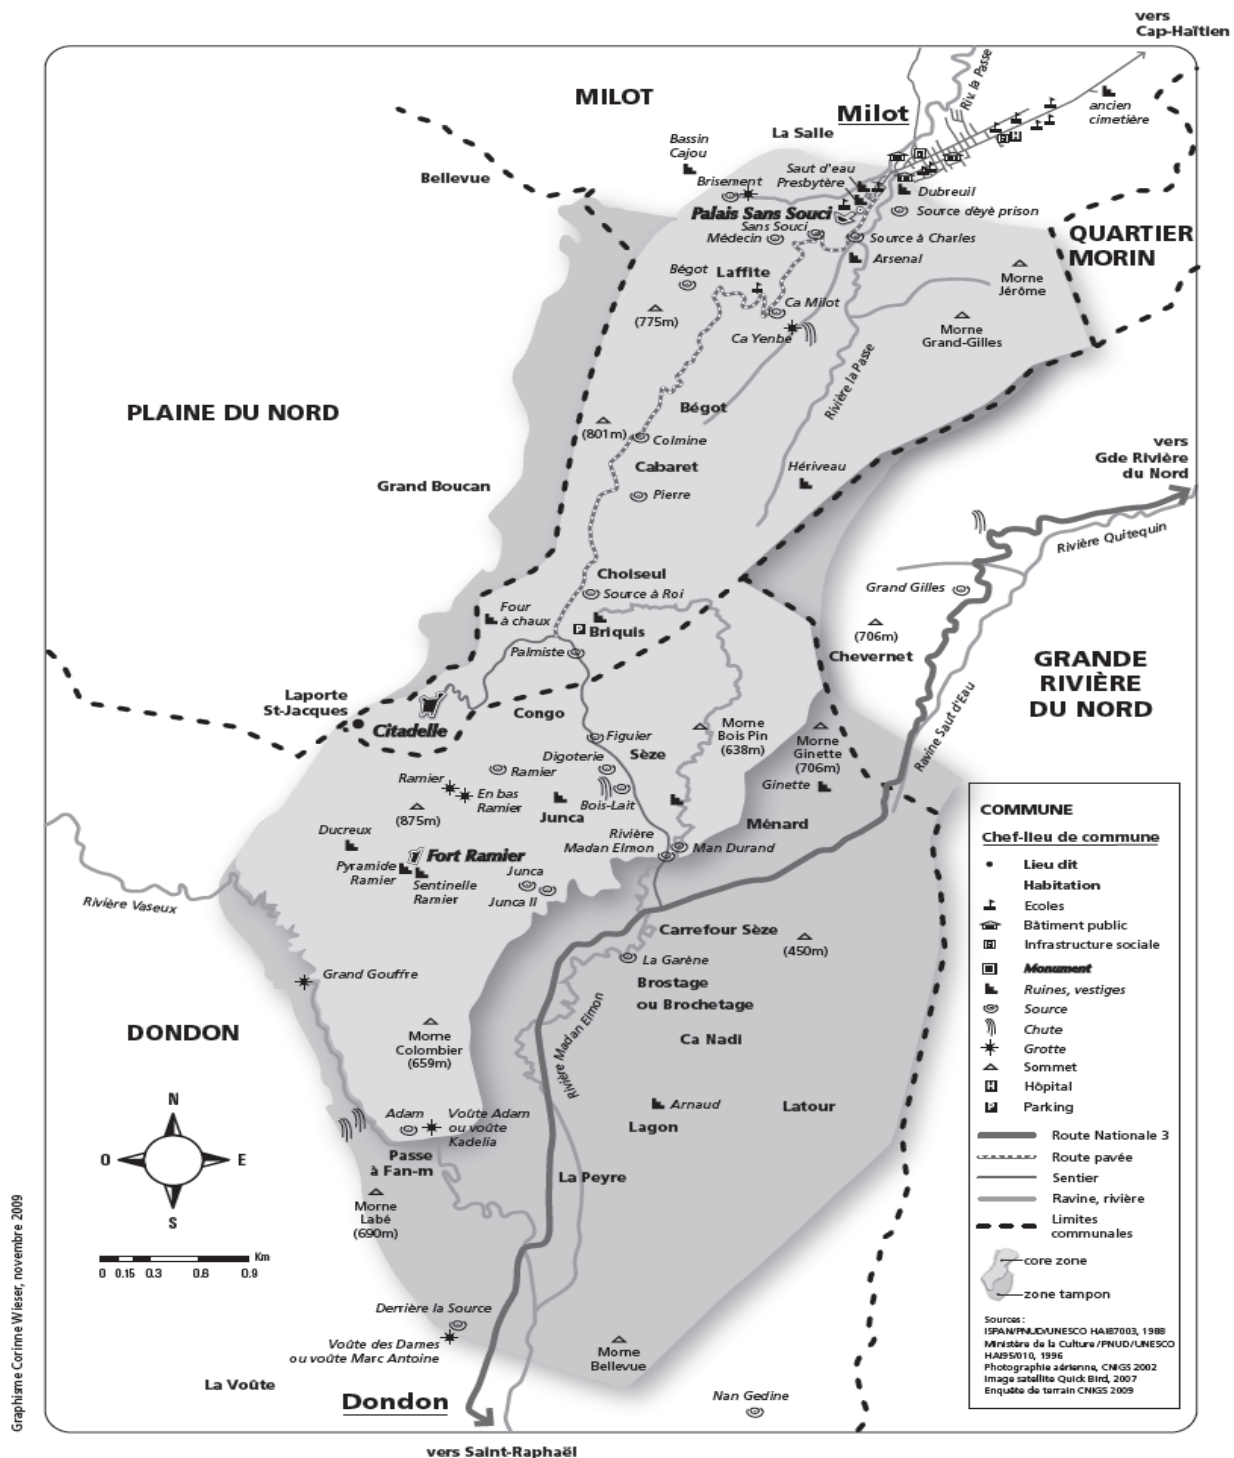 vers
Cap-Haïtien
MILOT
Milot
Riv. la Passe
ancien
cimetière
La Salle
Bassin
Cajou
Bellevue
Brisement
Saut d'eau
Presbytère
Dubreuil
Palais Sans Souci
Source dèyè prison
Sans Souci
Médecin
Source à Charles
QUARTIER
MORIN
Arsenal
Bégot
Laffite
Morne
Jérôme
(775m)
Ca Milot
Ca Yenbe
Morne
Grand-Gilles
Rivière la Passe
PLAINE DU NORD
Bégot
(801m)
Colmine
Cabaret
Hériveau
vers
Gde Rivière
du Nord
Grand Boucan
Pierre
Rivière Quitequin
Choiseul
Source à Roi
Grand Gilles
Four
à chaux
P
Briquis
(706m)
Chevernet
Palmiste
GRANDE
RIVIÈRE
DU NORD
Laporte
St-Jacques
Citadelle
Congo
Morne
Bois Pin
(638m)
Morne
Ginette
(706m)
Ravine Saut d'Eau
Figuier
Sèze
Digoterie
Ramier
Ramier
En bas
Ramier
Bois-Lait
Ginette
(875m)
Junca
Ménard
Ducreux
Rivière
Madan Eimon
Man Durand
Fort Ramier
Pyramide
Ramier
Sentinelle
Ramier
Junca
Junca II
Rivière Vaseux
Carrefour Sèze
(450m)
La Garène
Grand Gouffre
Brostage
ou Brochetage
DONDON
Morne
Colombier
(659m)
Rivière Madan Eimon
Ca Nadi
N
O
E
S
Adam
Voûte Adam
ou voûte
Kadelia
Arnaud
Latour
Lagon
Passe
à Fan-m
La Peyre
Morne
Labé
(690m)
Km
0 0.15 0.3 0.6 0.9
Derrière la Source
Voûte des Dames
ou voûte Marc Antoine
Morne
Bellevue
La Voûte
Dondon
Nan Gedine
vers Saint-Raphaël
Graphisme Corinne Wieser, novembre 2009
COMMUNE
Chef-lieu de commune
Lieu dit
Habitation
Ecoles
Bâtiment public
Infrastructure sociale
Monument
Ruines, vestiges
Source
Chute
Grotte
Sommet
H Hôpital
P Parking
Route Nationale 3
Route pavée
Sentier
Ravine, rivière
Limites
communales
core zone
zone tampon
Sources :
ISPAN/PNUD/UNESCO HAI87003, 1988
Ministère de la Culture /PNUD/UNESCO
HAI95/010, 1996
Photographie aérienne, CNIGS 2002
Image satellite Quick Bird, 2007
Enquête de terrain CNIGS 2009